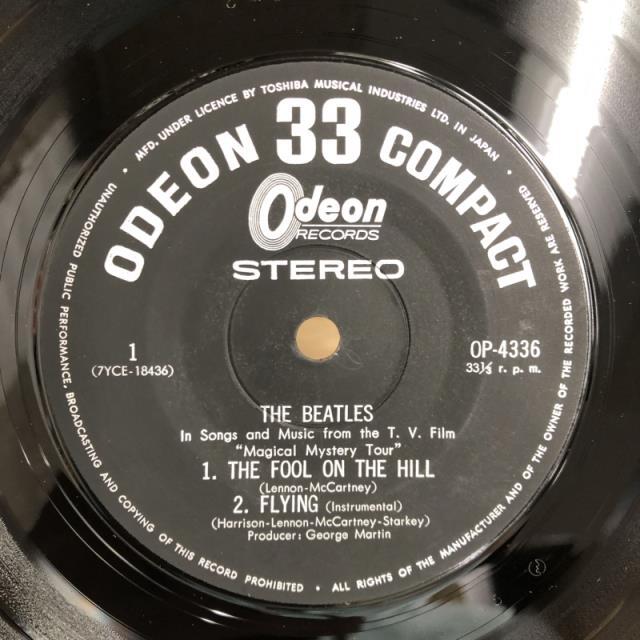 • MFD. UNDER LICENCE BY TOSHIBA MUSICAL INDUSTRIES LTD. IN JAPAN •
ODEON 33 COMPACT
Odeon
RECORDS
STEREO
1
(7YCE-18436)
OP-4336
33⅓ r. p. m.
THE BEATLES
In Songs and Music from the T. V. Film
"Magical Mystery Tour"
1. THE FOOL ON THE HILL
(Lennon-McCartney)
2. FLYING (Instrumental)
(Harrison-Lennon-McCartney-Starkey)
Producer: George Martin
UNAUTHORIZED PUBLIC PERFORMANCE, BROADCASTING AND COPYING OF THIS RECORD PROHIBITED • ALL RIGHTS OF THE MANUFACTURER AND OF THE OWNER OF THE RECORDED WORK ARE RESERVED